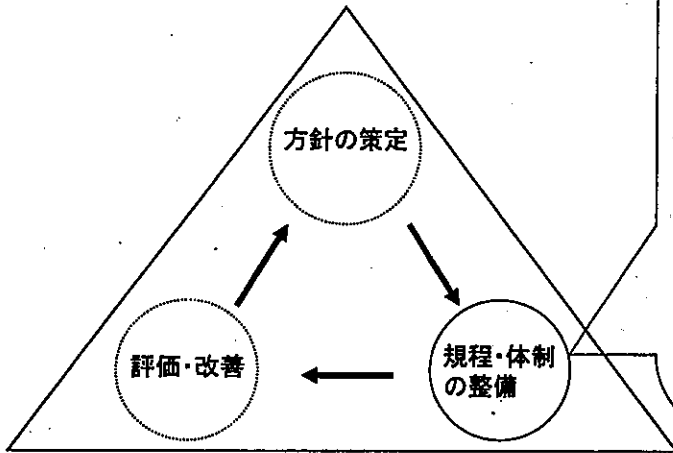 方針の策定
評価・改善
規程・体制
の整備